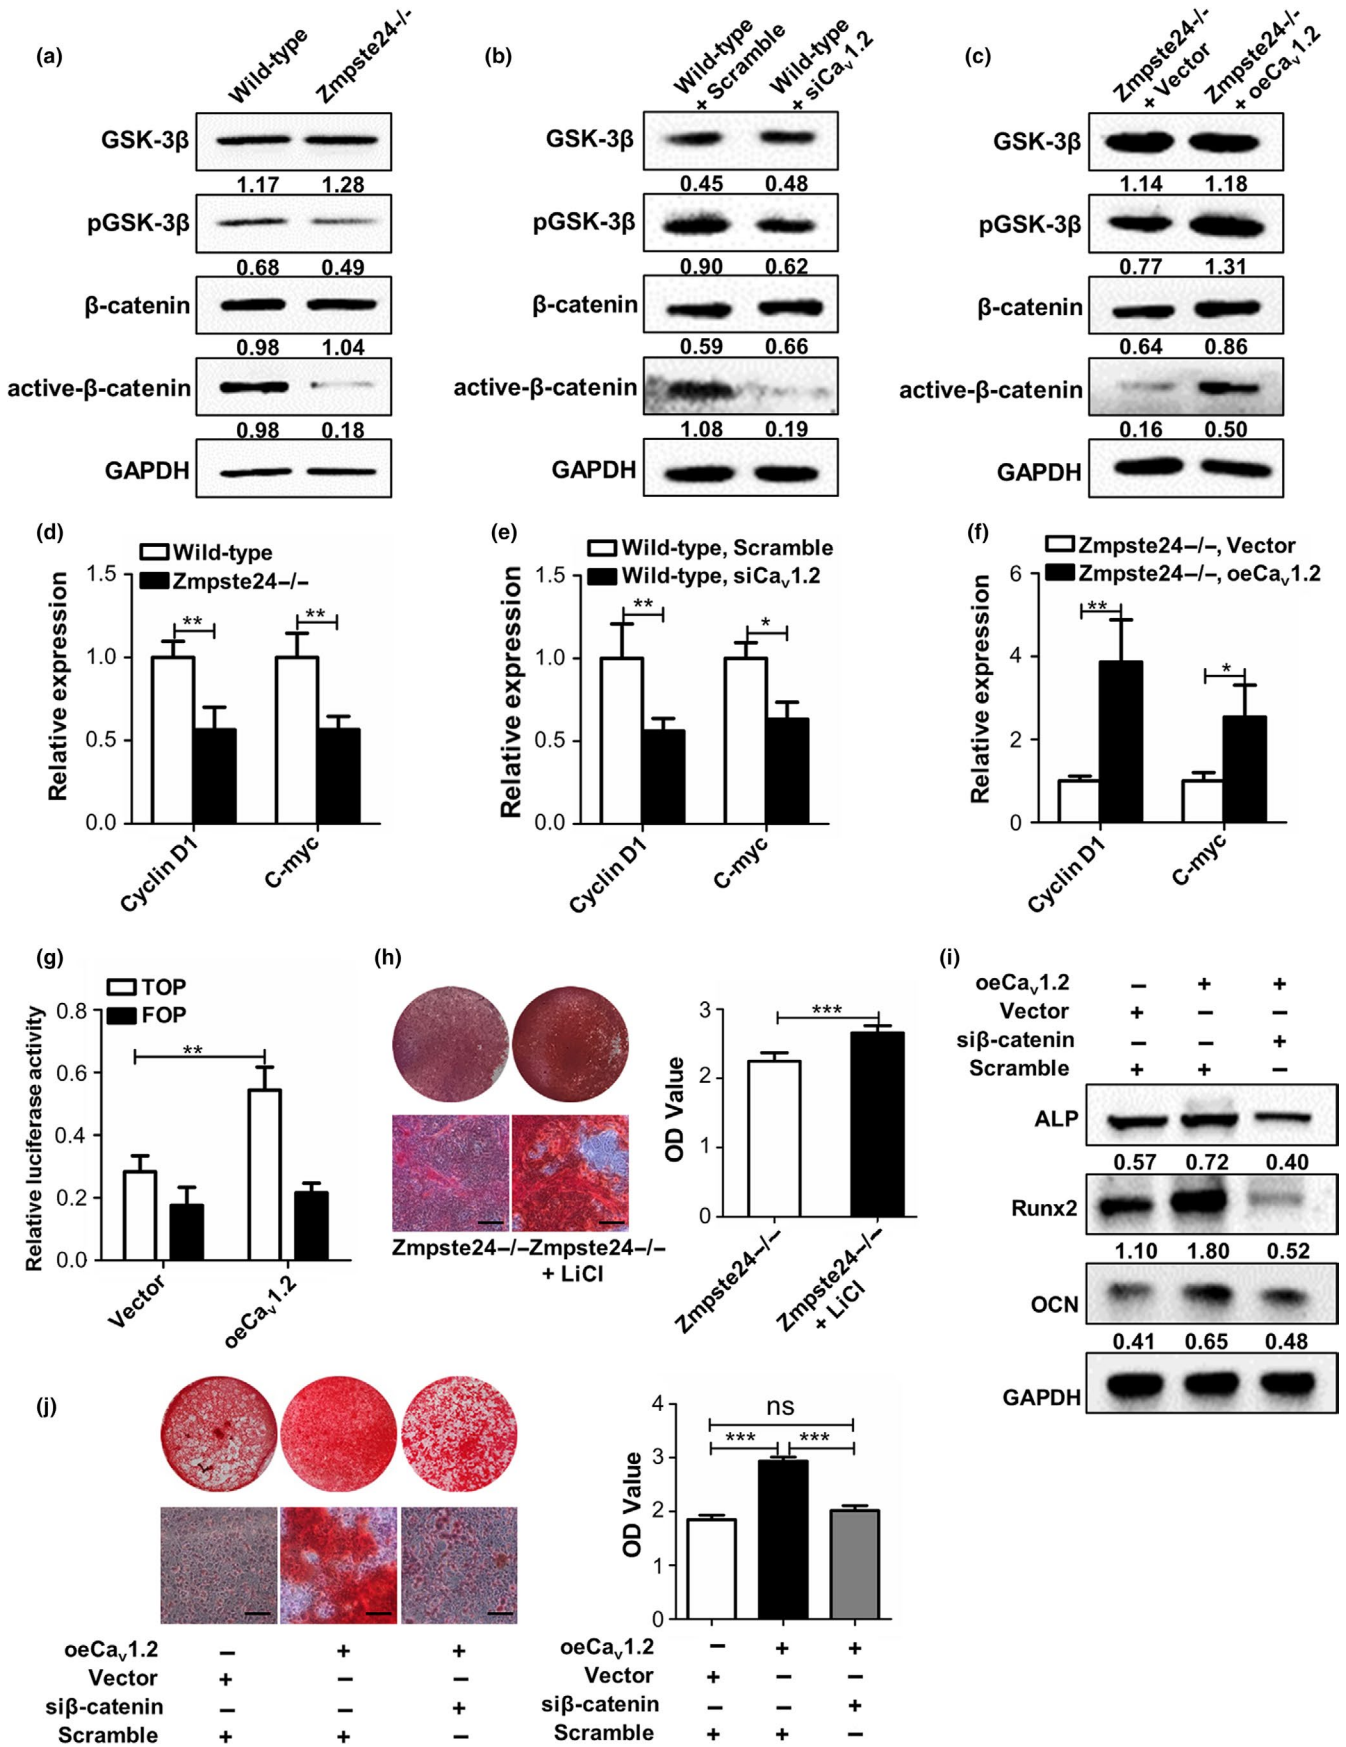 (a)
Wild-type
Zmpste24-/-
GSK-3β
1.17 1.28
pGSK-3β
0.68 0.49
β-catenin
0.98 1.04
active-β-catenin
0.98 0.18
GAPDH
(b)
Wild-type
+ Scramble
Wild-type
+ siCav1.2
GSK-3β
0.45 0.48
pGSK-3β
0.90 0.62
β-catenin
0.59 0.66
active-β-catenin
1.08 0.19
GAPDH
(c)
Zmpste24-/-
+ Vector
Zmpste24-/-
+ oeCav1.2
GSK-3β
1.14 1.18
pGSK-3β
0.77 1.31
β-catenin
0.64 0.86
active-β-catenin
0.16 0.50
GAPDH
(d)
Wild-type
Zmpste24–/–
Relative expression
1.5
1.0
0.5
0.0
** **
Cyclin D1
C-myc
(e)
Wild-type, Scramble
Wild-type, siCav1.2
Relative expression
1.5
1.0
0.5
0.0
** *
Cyclin D1
C-myc
(f)
Zmpste24–/–, Vector
Zmpste24–/–, oeCav1.2
Relative expression
6
4
2
0
** *
Cyclin D1
C-myc
(g)
TOP
FOP
Relative luciferase activity
0.8
0.6
0.4
0.2
0.0
**
Vector
oeCav1.2
(h)
Zmpste24–/–
Zmpste24–/–
+ LiCl
OD Value
3
2
1
0
***
Zmpste24–/–
Zmpste24–/–
+ LiCl
(i)
oeCav1.2 – + +
Vector + – –
siβ-catenin – – +
Scramble + + –
ALP
0.57 0.72 0.40
Runx2
1.10 1.80 0.52
OCN
0.41 0.65 0.48
GAPDH
(j)
oeCav1.2 – + +
Vector + – –
siβ-catenin – – +
Scramble + + –
OD Value
4
3
2
1
0
ns
*** ***
oeCav1.2 – + +
Vector + – –
siβ-catenin – – +
Scramble + + –